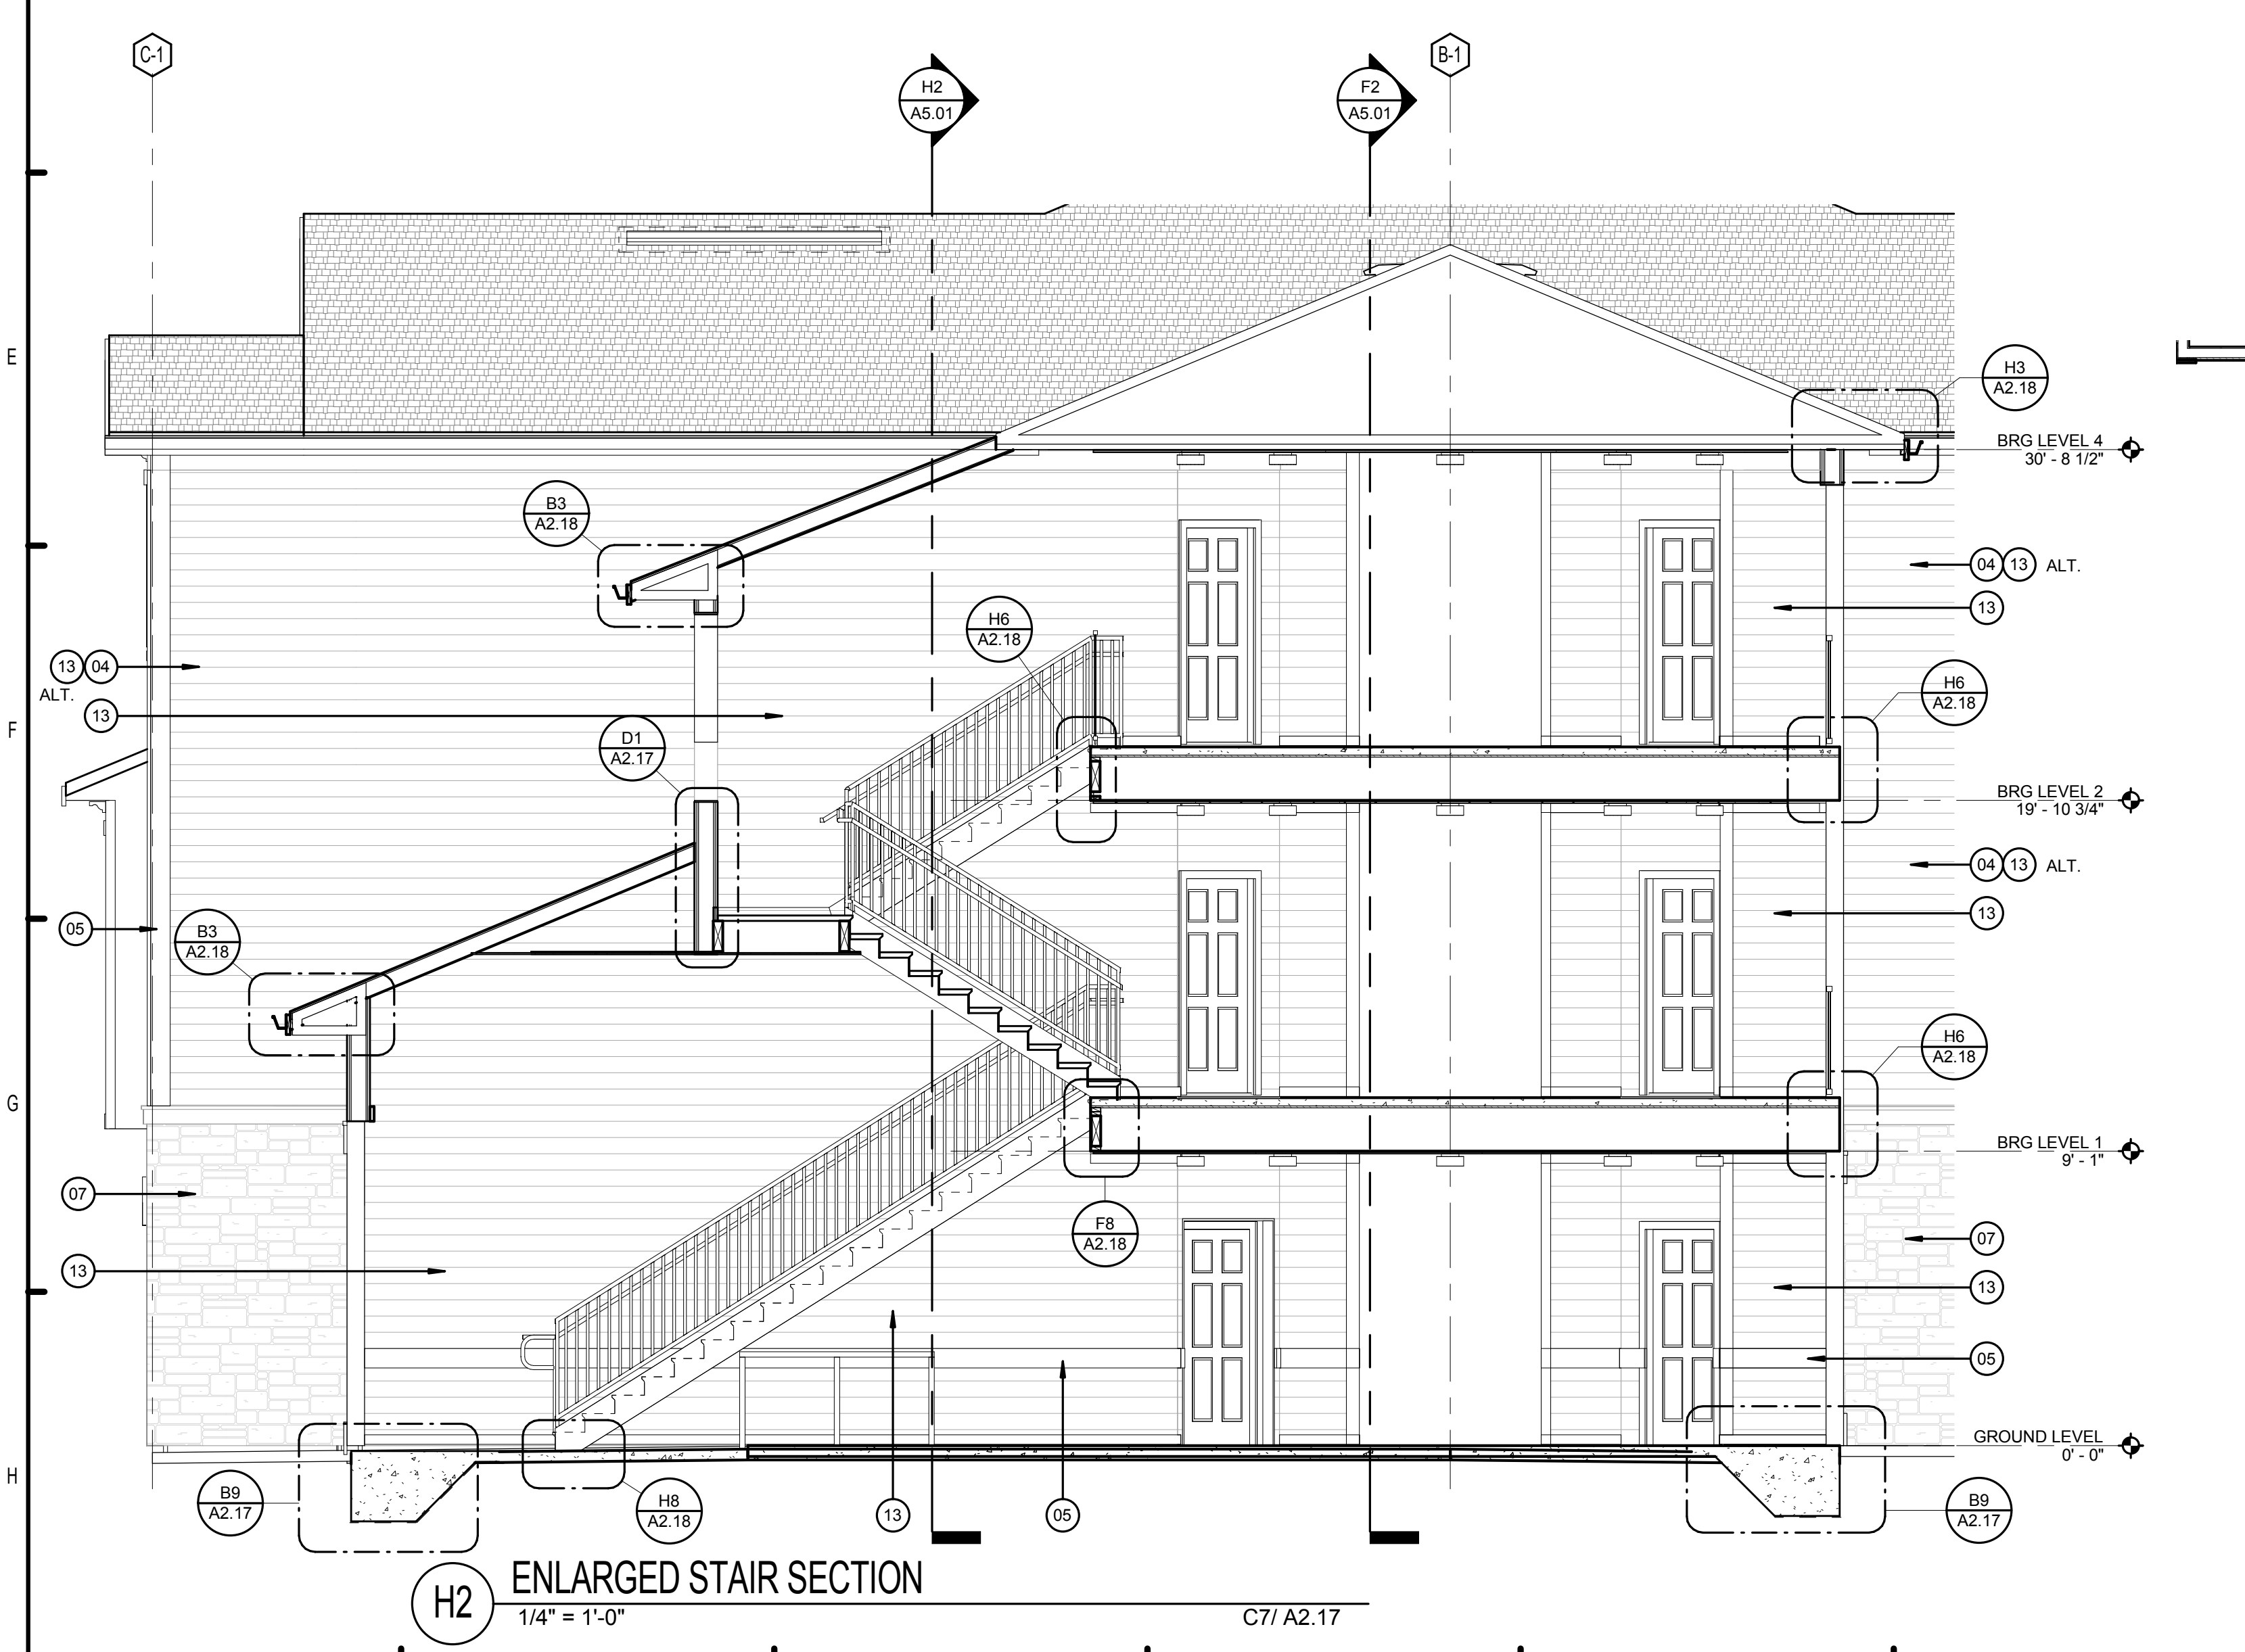 C-1
H2
A5.01
F2
A5.01
B-1
E
H3
A2.18
BRG LEVEL 4
30' - 8 1/2"
B3
A2.18
04 13 ALT.
13
H6
A2.18
13 04
ALT.
13
H6
A2.18
F
D1
A2.17
BRG LEVEL 2
19' - 10 3/4"
04 13 ALT.
13
05
B3
A2.18
H6
A2.18
G
BRG LEVEL 1
9' - 1"
07
F8
A2.18
07
13
13
05
GROUND LEVEL
0' - 0"
H
B9
A2.17
H8
A2.18
13
05
B9
A2.17
H2
ENLARGED STAIR SECTION
1/4" = 1'-0"
C7/ A2.17